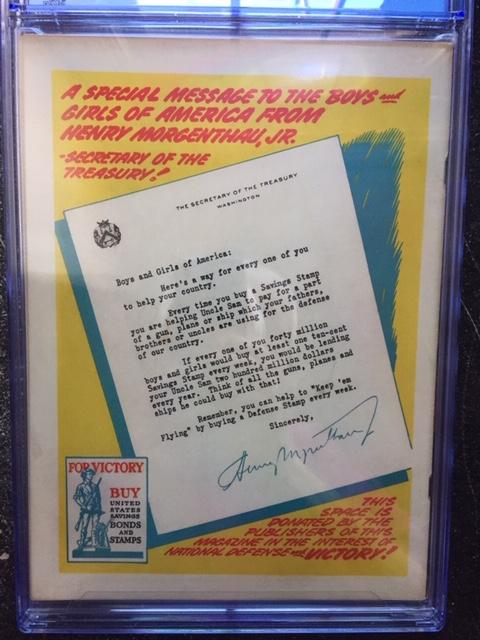 A SPECIAL MESSAGE TO THE BOYS and
GIRLS OF AMERICA FROM
HENRY MORGENTHAU, JR.
-SECRETARY OF THE
TREASURY!
THE SECRETARY OF THE TREASURY
WASHINGTON
Boys and Girls of America:
Here's a way for every one of you
to help your country.
Every time you buy a Savings Stamp
you are helping Uncle Sam to pay for a part
of a gun, plane or ship which your fathers,
brothers or uncles are using for the defense
of our country.
If every one of you forty million
boys and girls would buy at least one ten-cent
Savings Stamp every week, you would be lending
your Uncle Sam two hundred million dollars
every year. Think of all the guns, planes and
ships he could buy with that!
Remember, you can help to "Keep 'em
Flying" by buying a Defense Stamp every week.
Sincerely,
Henry Morgenthau Jr
FOR VICTORY
BUY
UNITED
STATES
SAVINGS
BONDS
AND
STAMPS
THIS
SPACE IS
DONATED BY THE
PUBLISHERS OF THIS
MAGAZINE IN THE INTEREST OF
NATIONAL DEFENSE and VICTORY!